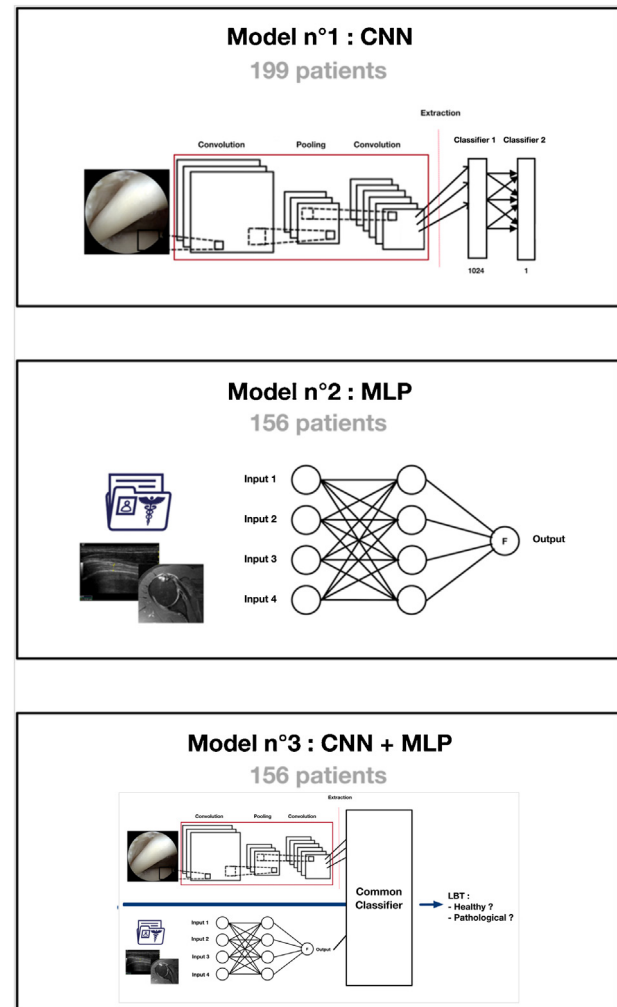 Model n°1 : CNN
199 patients
Extraction
Convolution Pooling Convolution Classifier 1 Classifier 2
1024 1
Model n°2 : MLP
156 patients
Input 1
Input 2
Input 3
Input 4
F Output
Model n°3 : CNN + MLP
156 patients
Extraction
Convolution Pooling Convolution
Common
Classifier
LBT :
- Healthy ?
- Pathological ?
Input 1
Input 2
Input 3
Input 4
F Output